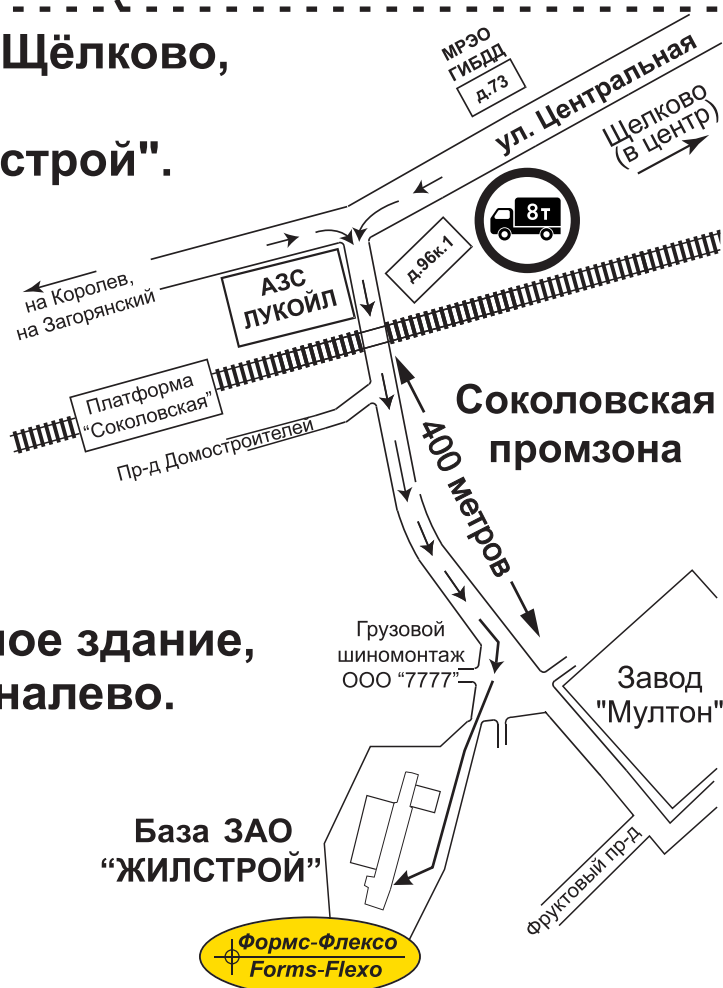 Щёлково,
МРЭО
ГИБДД
д.73
ул. Центральная
Щелково
(в центр)
строй".
8т
д.96к.1
на Королев,
на Загорянский
АЗС
ЛУКОЙЛ
Платформа
“Соколовская”
Соколовская
промзона
Пр-д Домостроителей
400 метров
ное здание,
налево.
Грузовой
шиномонтаж
ООО “7777”
Завод
"Мултон"
База ЗАО
“ЖИЛСТРОЙ”
Фруктовый пр-д
Формс-Флексо
Forms-Flexo